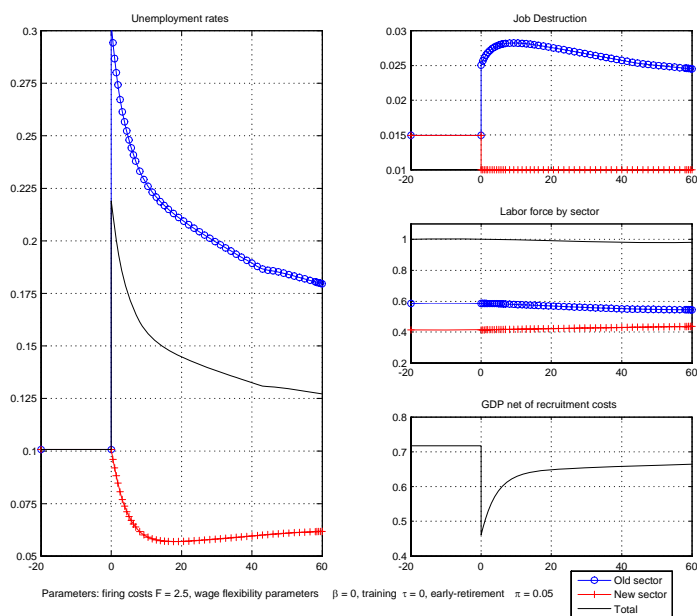 Unemployment rates
0.3
0.275
0.25
0.225
0.2
0.175
0.15
0.125
0.1
0.075
0.05
-20 0 20 40 60
Job Destruction
0.03
0.025
0.02
0.015
0.01
-20 0 20 40 60
Labor force by sector
1
0.8
0.6
0.4
0.2
-20 0 20 40 60
GDP net of recruitment costs
0.8
0.7
0.6
0.5
0.4
-20 0 20 40 60
Parameters: firing costs F = 2.5, wage flexibility parameters β = 0, training τ = 0, early-retirement π = 0.05
Old sector
New sector
Total